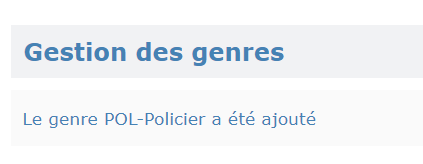 Gestion des genres
Le genre POL-Policier a été ajouté